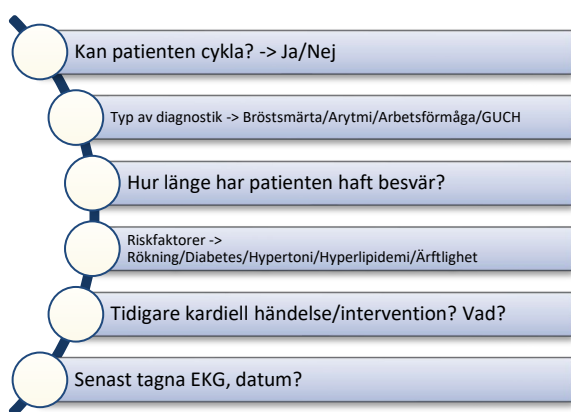 Kan patienten cykla? -> Ja/Nej
Typ av diagnostik -> Bröstsmärta/Arytmi/Arbetsförmåga/GUCH
Hur länge har patienten haft besvär?
Riskfaktorer ->
Rökning/Diabetes/Hypertoni/Hyperlipidemi/Ärftlighet
Tidigare kardiell händelse/intervention? Vad?
Senast tagna EKG, datum?